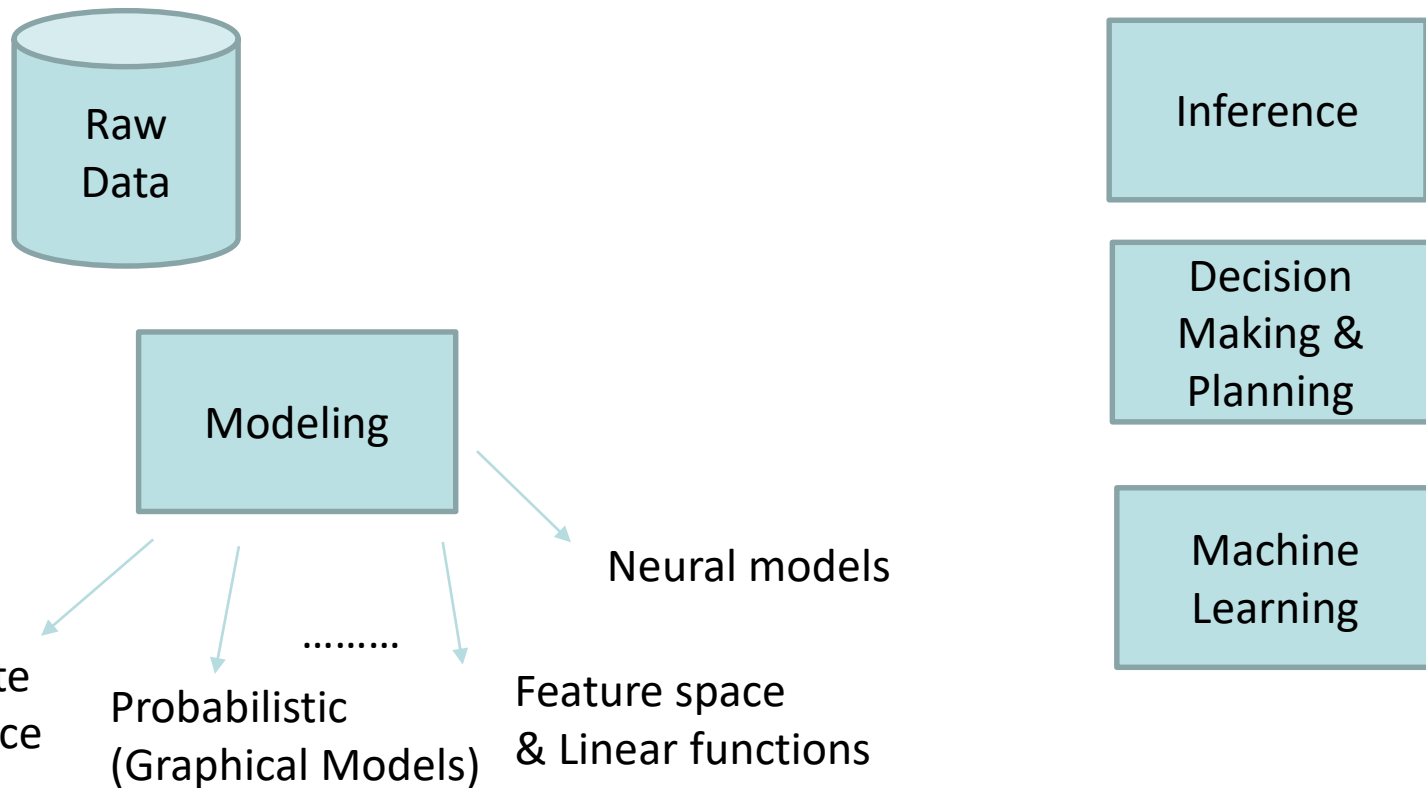 Raw
Data
Inference
Decision
Making &
Planning
Modeling
Machine
Learning
Neural models
.........
Probabilistic
(Graphical Models)
Feature space
& Linear functions